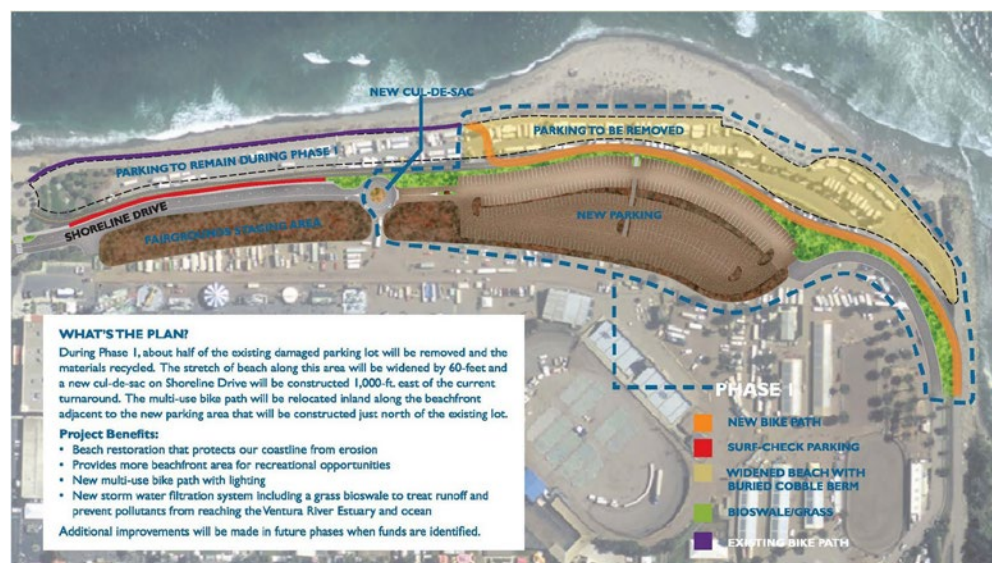 NEW CUL-DE-SAC
PARKING TO BE REMOVED
PARKING TO REMAIN DURING PHASE 1
SHORELINE DRIVE
FAIRGROUNDS STAGING AREA
NEW PARKING
WHAT'S THE PLAN?
During Phase 1, about half of the existing damaged parking lot will be removed and the
materials recycled. The stretch of beach along this area will be widened by 60-feet and
a new cul-de-sac on Shoreline Drive will be constructed 1,000-ft. east of the current
turnaround. The multi-use bike path will be relocated inland along the beachfront
adjacent to the new parking area that will be constructed just north of the existing lot.
Project Benefits:
• Beach restoration that protects our coastline from erosion
• Provides more beachfront area for recreational opportunities
• New multi-use bike path with lighting
• New storm water filtration system including a grass bioswale to treat runoff and
prevent pollutants from reaching the Ventura River Estuary and ocean
Additional improvements will be made in future phases when funds are identified.
PHASE 1
NEW BIKE PATH
SURF-CHECK PARKING
WIDENED BEACH WITH
BURIED COBBLE BERM
BIOSWALE/GRASS
EXISTING BIKE PATH